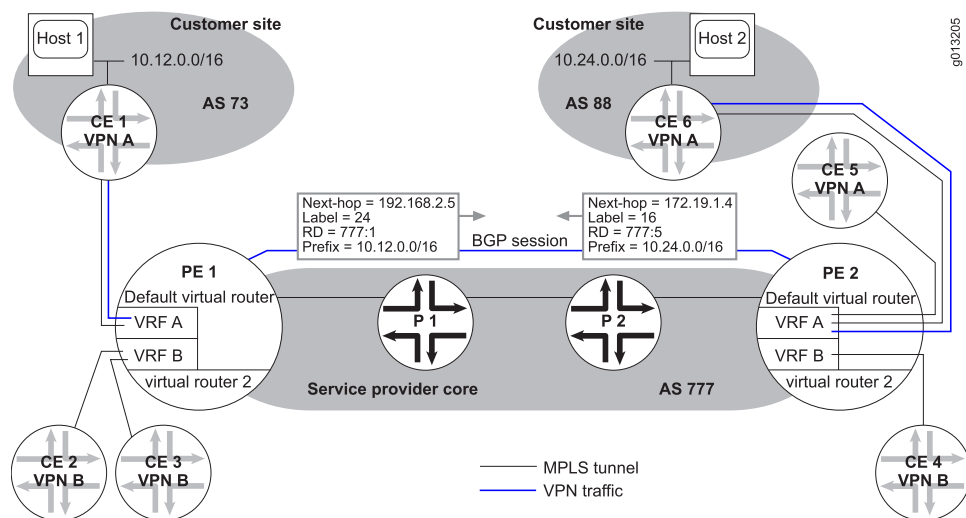 Customer site
Customer site
g013205
Host 1
Host 2
10.12.0.0/16
10.24.0.0/16
AS 73
AS 88
CE 1
VPN A
CE 6
VPN A
CE 5
VPN A
Next-hop = 192.168.2.5
Label = 24
RD = 777:1
Prefix = 10.12.0.0/16
Next-hop = 172.19.1.4
Label = 16
RD = 777:5
Prefix = 10.24.0.0/16
BGP session
PE 1
Default virtual router
VRF A
VRF B
virtual router 2
P 1
P 2
PE 2
Default virtual router
VRF A
VRF B
virtual router 2
Service provider core
AS 777
CE 2
VPN B
CE 3
VPN B
CE 4
VPN B
MPLS tunnel
VPN traffic